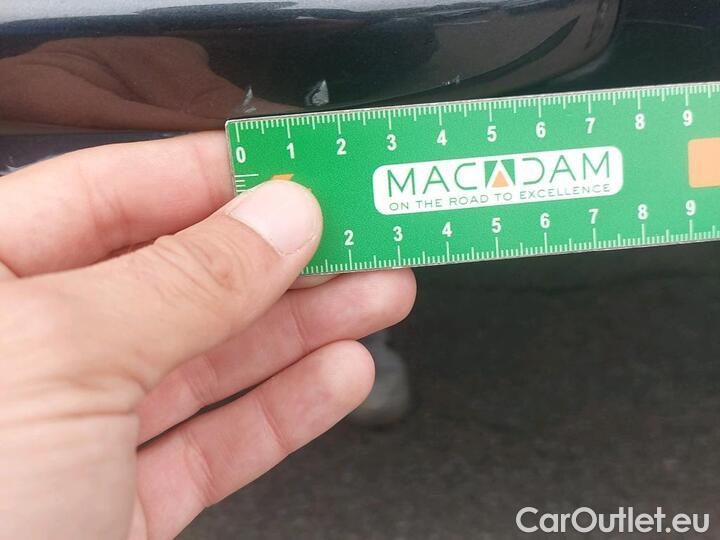 0 1 2 3 4 5 6 7 8 9
MACADAM
ON THE ROAD TO EXCELLENCE
2 3 4 5 6 7 8 9
CarOutlet.eu